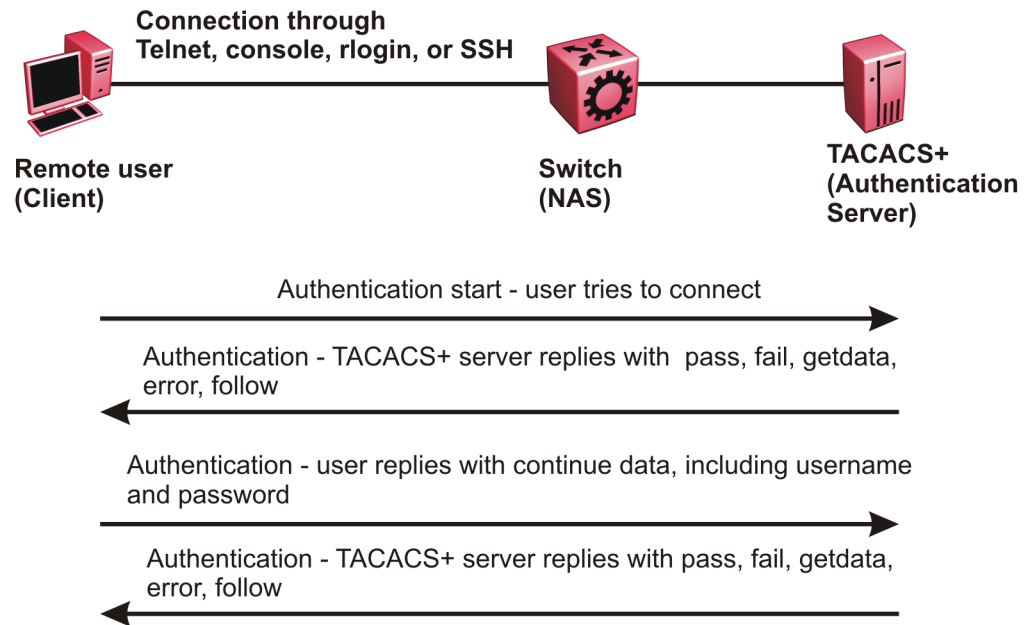 Connection through
Telnet, console, rlogin, or SSH
Remote user
(Client)
Switch
(NAS)
TACACS+
(Authentication
Server)
Authentication start - user tries to connect
Authentication - TACACS+ server replies with  pass, fail, getdata,
error, follow
Authentication - user replies with continue data, including username
and password
Authentication - TACACS+ server replies with pass, fail, getdata,
error, follow